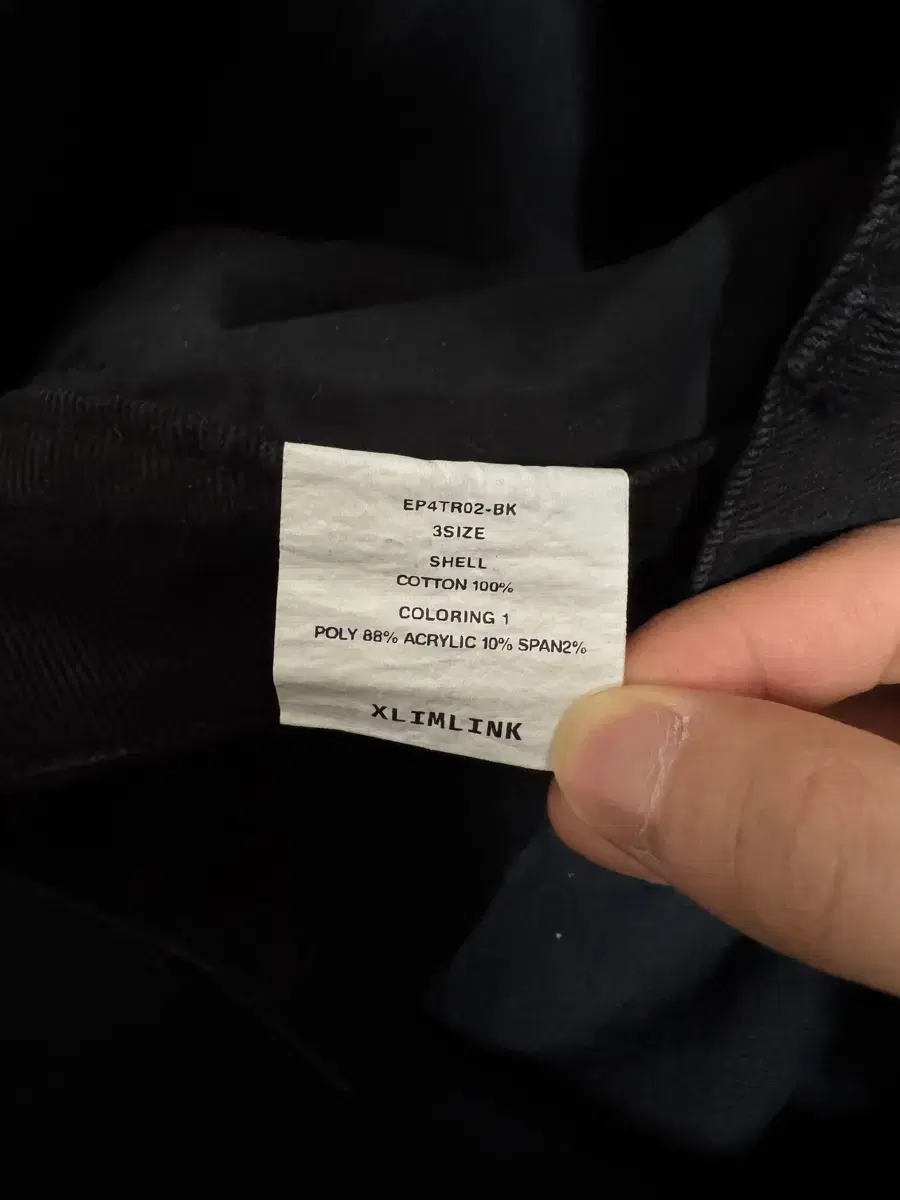 EP4TR02-BK
3SIZE
SHELL
COTTON 100%
COLORING 1
POLY 88% ACRYLIC 10% SPAN2%
XLIMLINK